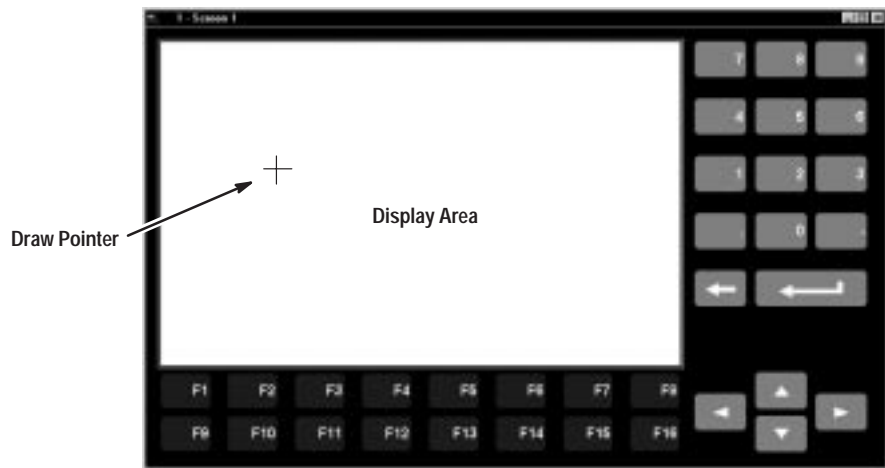 1 - Screen 1
7 8 9
4 5 6
1 2 3
. 0 -
Draw Pointer
Display Area
F1 F2 F3 F4 F5 F6 F7 F8
F9 F10 F11 F12 F13 F14 F15 F16